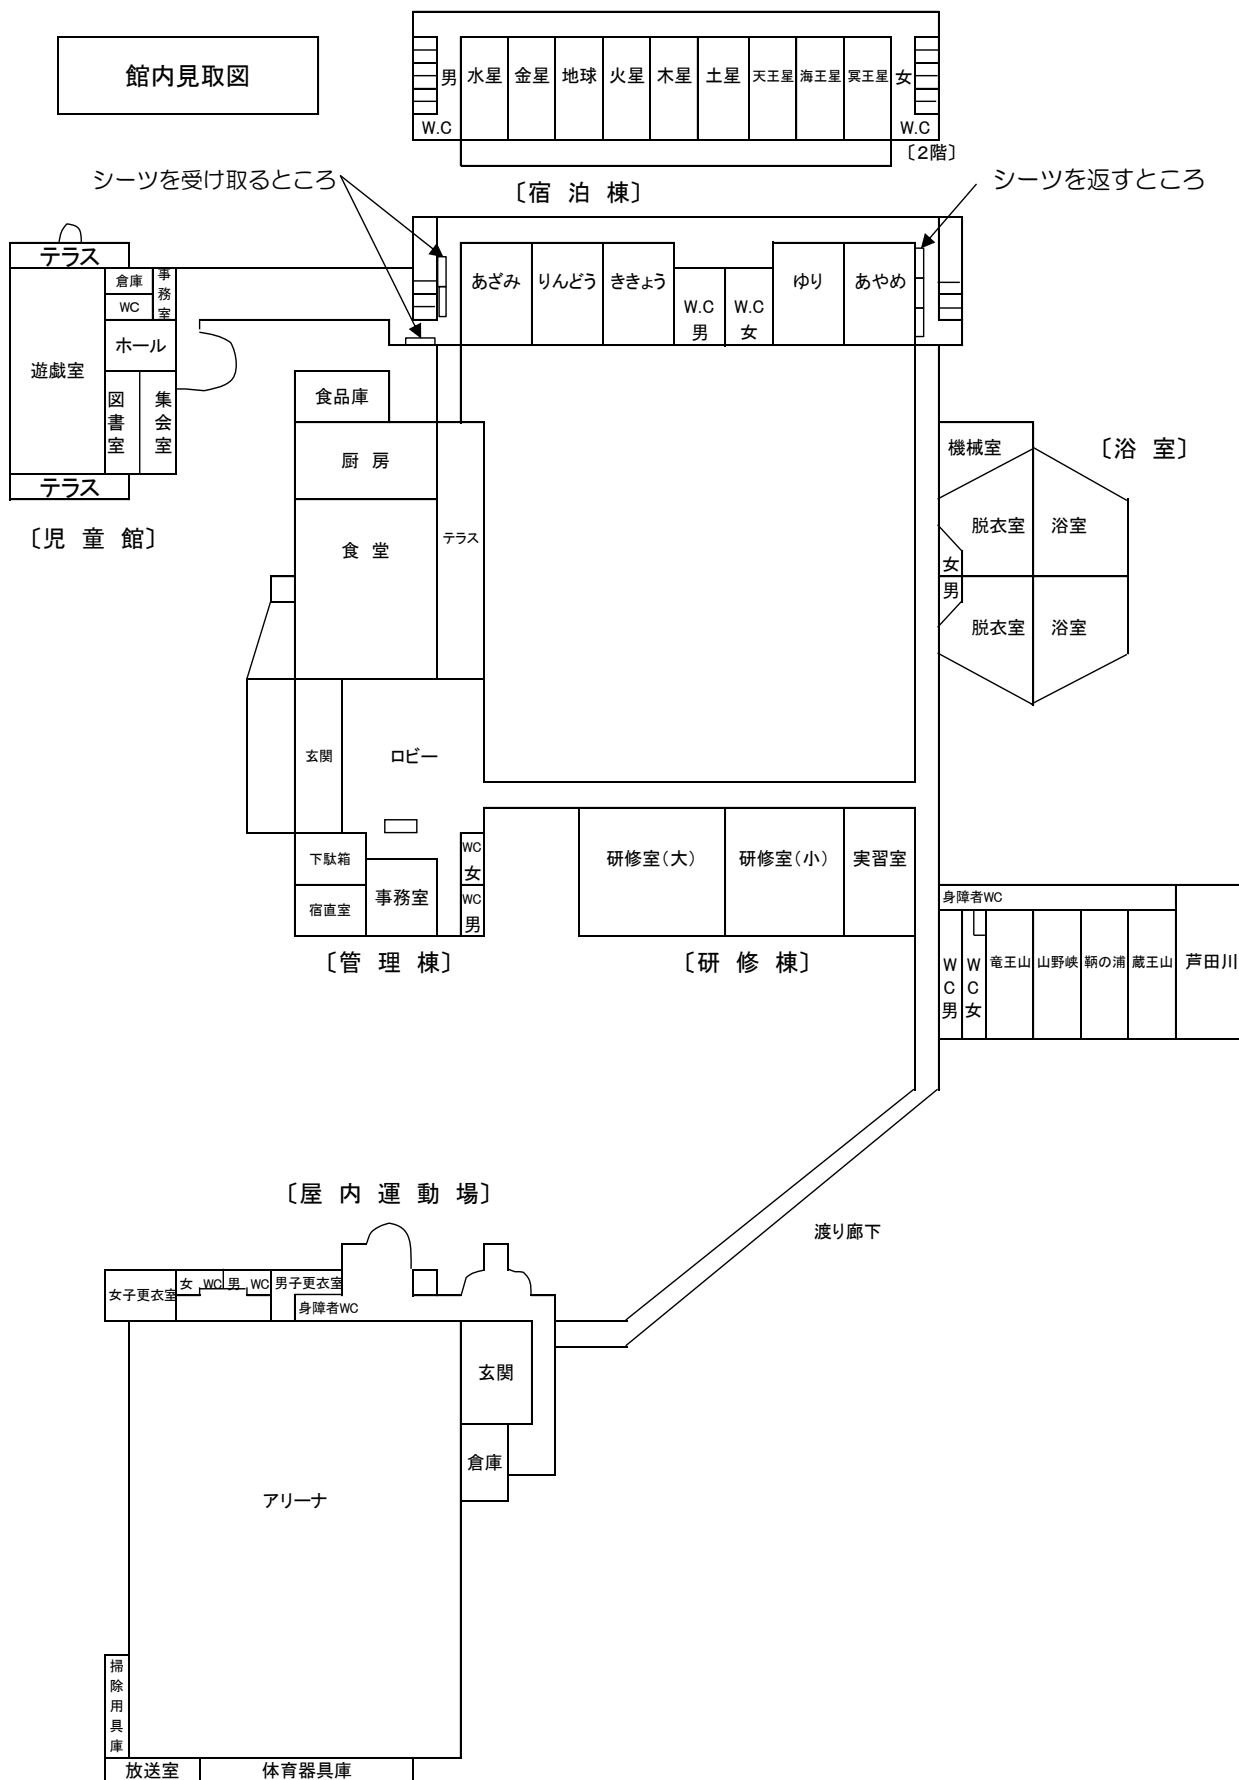 館内見取図
男 水星 金星 地球 火星 木星 土星 天王星 海王星 冥王星 女
W.C W.C
〔2階〕
シーツを受け取るところ
〔宿 泊 棟〕
シーツを返すところ
テラス
倉庫
事務室
WC
ホール
遊戯室
図書室
集会室
テラス
〔児 童 館〕
あざみ りんどう ききょう
W.C
男
W.C
女
ゆり あやめ
食品庫
厨 房
食 堂
テラス
機械室
〔浴 室〕
脱衣室 浴室
女
男
脱衣室 浴室
玄関
ロビー
下駄箱
宿直室
事務室
WC
女
WC
男
〔管 理 棟〕
研修室(大) 研修室(小) 実習室
〔研 修 棟〕
身障者WC
WC男
WC女
竜王山 山野峡 鞆の浦 蔵王山 芦田川
渡り廊下
〔屋 内 運 動 場〕
女子更衣室 女 WC 男 WC 男子更衣室
身障者WC
玄関
倉庫
アリーナ
掃除用具庫
放送室 体育器具庫